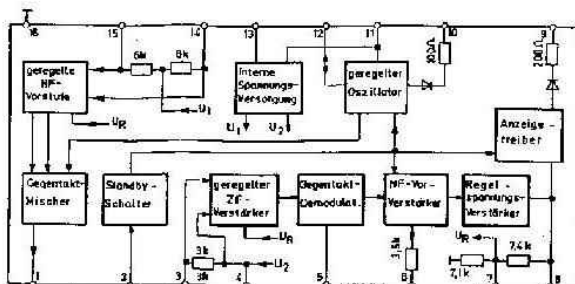 16 15 14 13 12 11 10 9
6k
8k
100Ω
200Ω
geregelte
HF-
Vorstufe
Interne
Spannungs-
Versorgung
geregelter
Oszillator
U1
UR
U1 U2
Anzeige-
treiber
Gegentakt-
Mischer
Standby-
Schalter
geregelter
ZF-
Verstärker
Gegentakt-
Demodulat.
NF-Vor-
Verstärker
Regel-
spannungs-
Verstärker
UR
UR
3k
3k
U2
3,5k
7,1k
7,4k
1 2 3 4 5 6 7 8